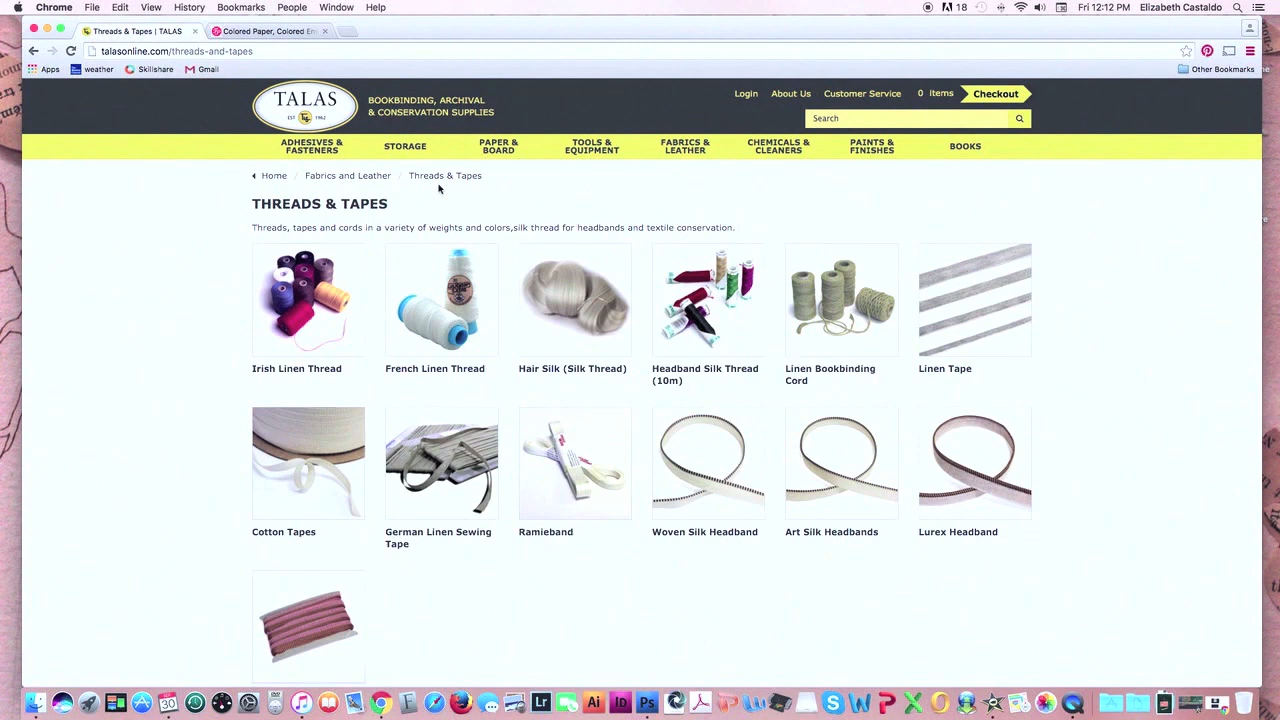 Chrome File Edit View History Bookmarks People Window Help
18 Fri 12:12 PM Elizabeth Castaldo
Threads & Tapes | TALAS
Colored Paper, Colored En
talasonline.com/threads-and-tapes
Apps weather Skillshare Gmail Other Bookmarks
TALAS
EST 1962
BOOKBINDING, ARCHIVAL
& CONSERVATION SUPPLIES
Login About Us Customer Service 0 items Checkout
Search
ADHESIVES & FASTENERS
STORAGE
PAPER & BOARD
TOOLS & EQUIPMENT
FABRICS & LEATHER
CHEMICALS & CLEANERS
PAINTS & FINISHES
BOOKS
Home / Fabrics and Leather / Threads & Tapes
THREADS & TAPES
Threads, tapes and cords in a variety of weights and colors,silk thread for headbands and textile conservation.
Irish Linen Thread
French Linen Thread
Hair Silk (Silk Thread)
Headband Silk Thread
(10m)
Linen Bookbinding
Cord
Linen Tape
Cotton Tapes
German Linen Sewing
Tape
Ramieband
Woven Silk Headband
Art Silk Headbands
Lurex Headband